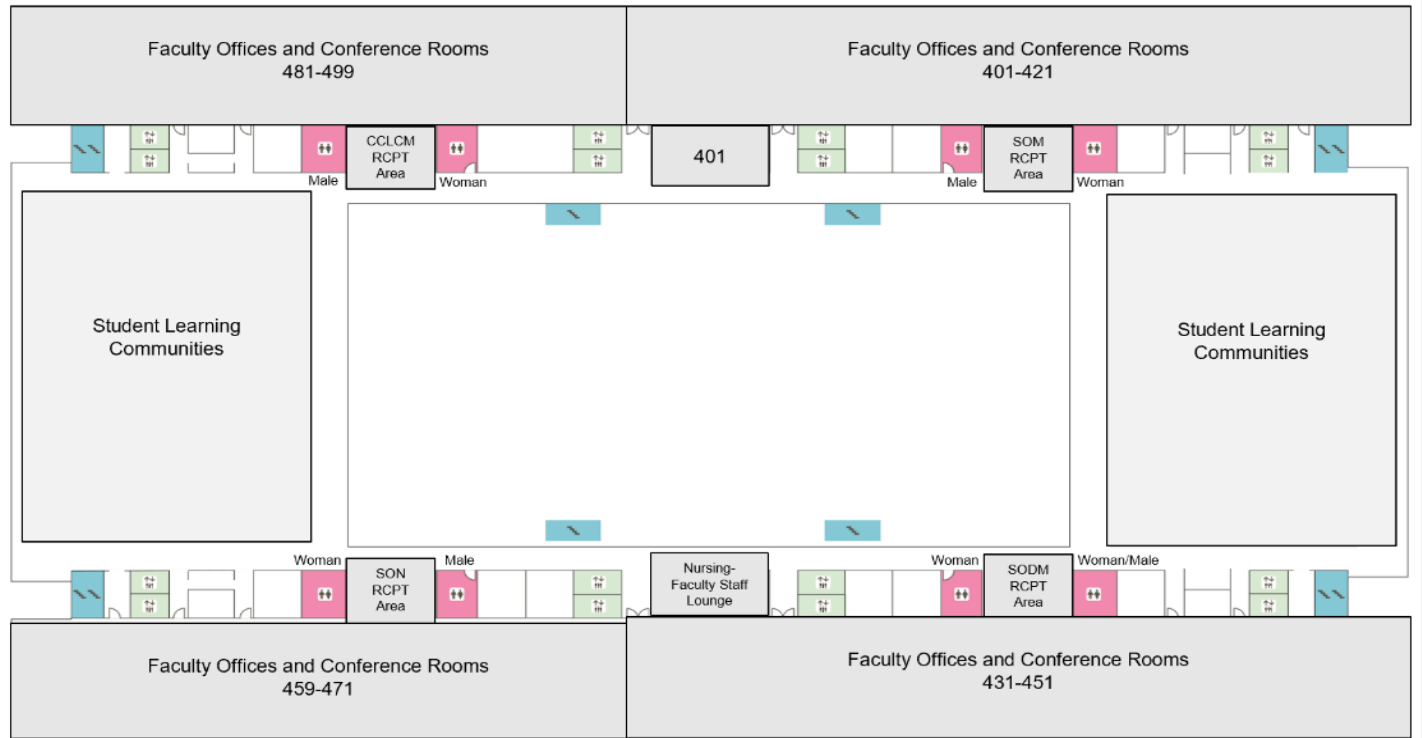 Faculty Offices and Conference Rooms
481-499
Faculty Offices and Conference Rooms
401-421
CCLCM
RCPT
Area
401
SOM
RCPT
Area
Male
Woman
Male
Woman
Student Learning
Communities
Student Learning
Communities
Woman
Male
Woman
Woman/Male
SON
RCPT
Area
Nursing-
Faculty Staff
Lounge
SODM
RCPT
Area
Faculty Offices and Conference Rooms
459-471
Faculty Offices and Conference Rooms
431-451